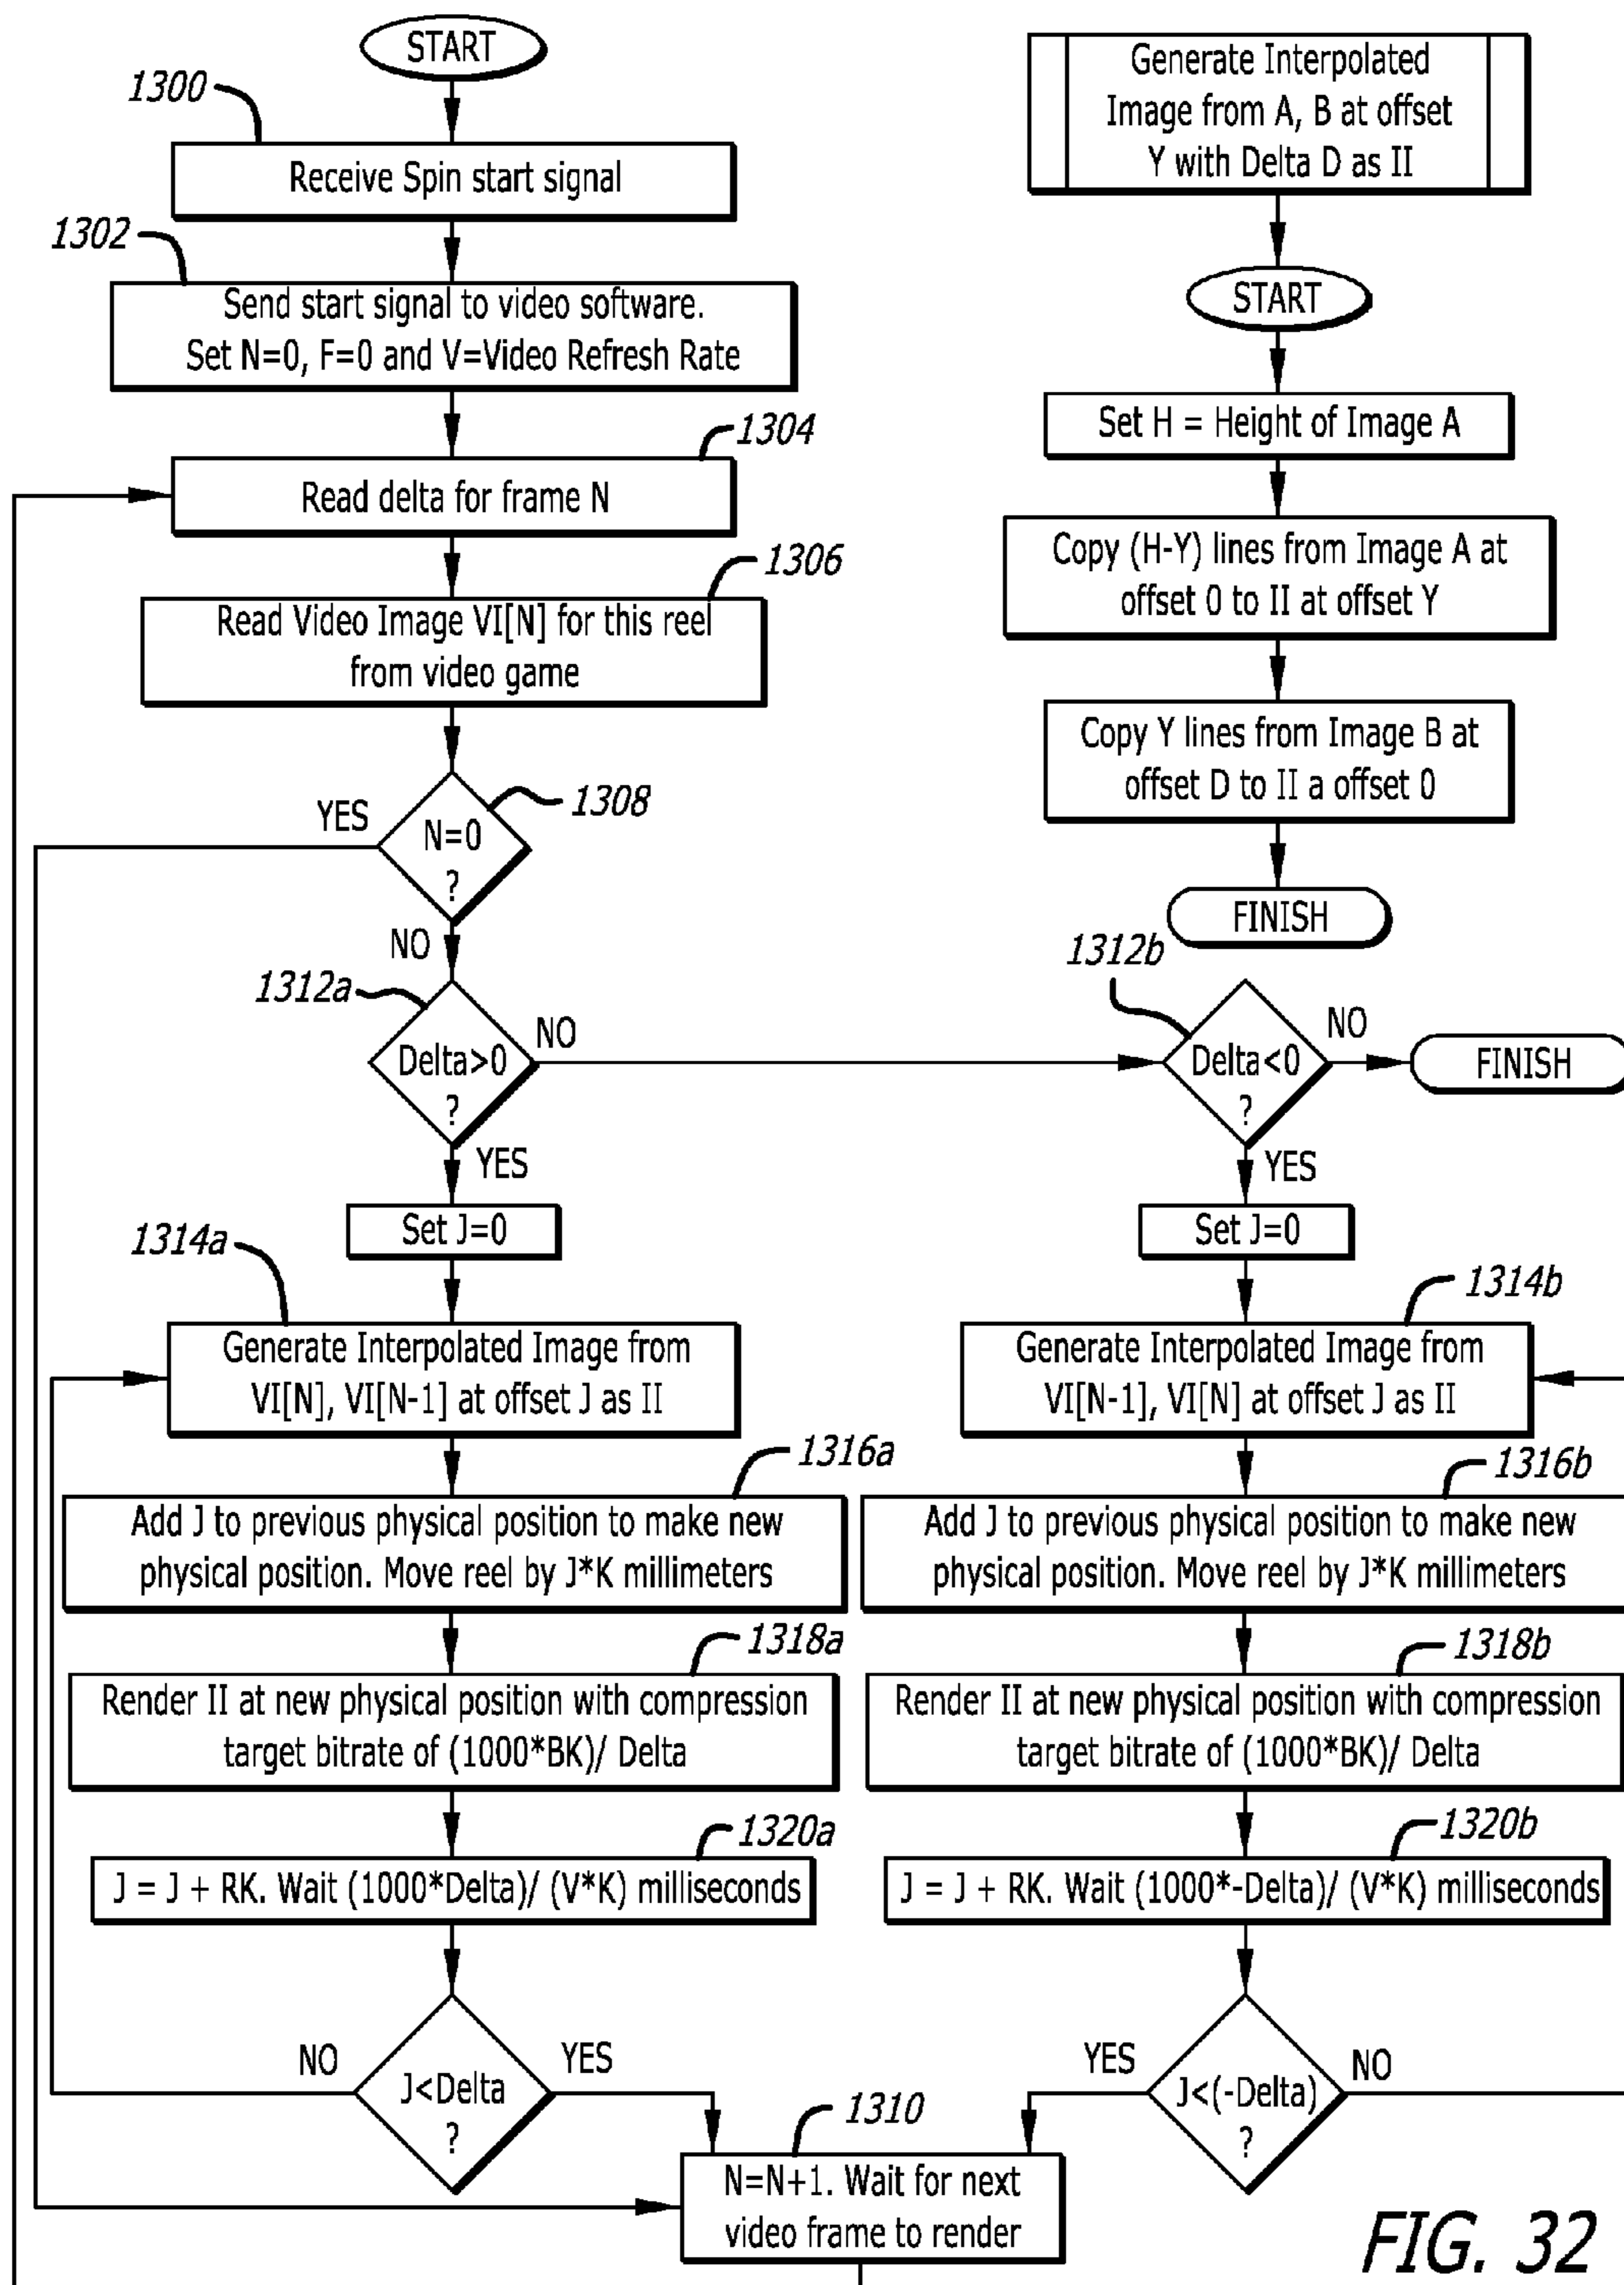 START
1300
Receive Spin start signal
1302
Send start signal to video software.
Set N=0, F=0 and V=Video Refresh Rate
1304
Read delta for frame N
1306
Read Video Image VI[N] for this reel
from video game
1308
YES
N=0
?
NO
1312a
Delta>0
?
NO
YES
Set J=0
1314a
Generate Interpolated Image from
VI[N], VI[N-1] at offset J as II
1316a
Add J to previous physical position to make new
physical position. Move reel by J*K millimeters
1318a
Render II at new physical position with compression
target bitrate of (1000*BK)/ Delta
1320a
J = J + RK. Wait (1000*Delta)/ (V*K) milliseconds
NO
J<Delta
?
YES
1310
N=N+1. Wait for next
video frame to render
Generate Interpolated
Image from A, B at offset
Y with Delta D as II
START
Set H = Height of Image A
Copy (H-Y) lines from Image A at
offset 0 to II at offset Y
Copy Y lines from Image B at
offset D to II a offset 0
FINISH
1312b
Delta<0
?
NO
FINISH
YES
Set J=0
1314b
Generate Interpolated Image from
VI[N-1], VI[N] at offset J as II
1316b
Add J to previous physical position to make new
physical position. Move reel by J*K millimeters
1318b
Render II at new physical position with compression
target bitrate of (1000*BK)/ Delta
1320b
J = J + RK. Wait (1000*-Delta)/ (V*K) milliseconds
YES
J<(-Delta)
?
NO
FIG. 32